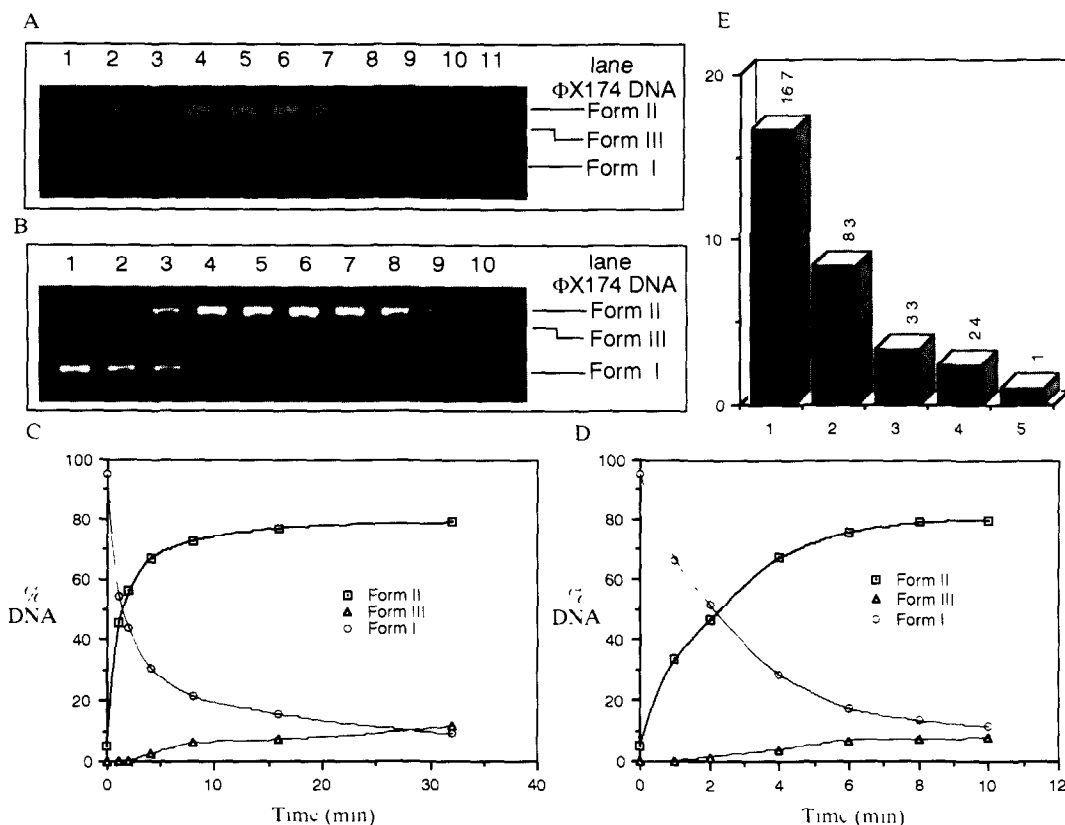 A
1 2 3 4 5 6 7 8 9 10 11
lane
ΦX174 DNA
Form II
Form III
Form I
B
1 2 3 4 5 6 7 8 9 10
lane
ΦX174 DNA
Form II
Form III
Form I
E
20
10
0
16 7
8 3
3 3
2 4
1
1 2 3 4 5
C
100
80
60
40
20
0
% DNA
Form II
Form III
Form I
0 10 20 30 40
Time (min)
D
100
80
60
40
20
0
% DNA
Form II
Form III
Form I
0 2 4 6 8 10 12
Time (min)